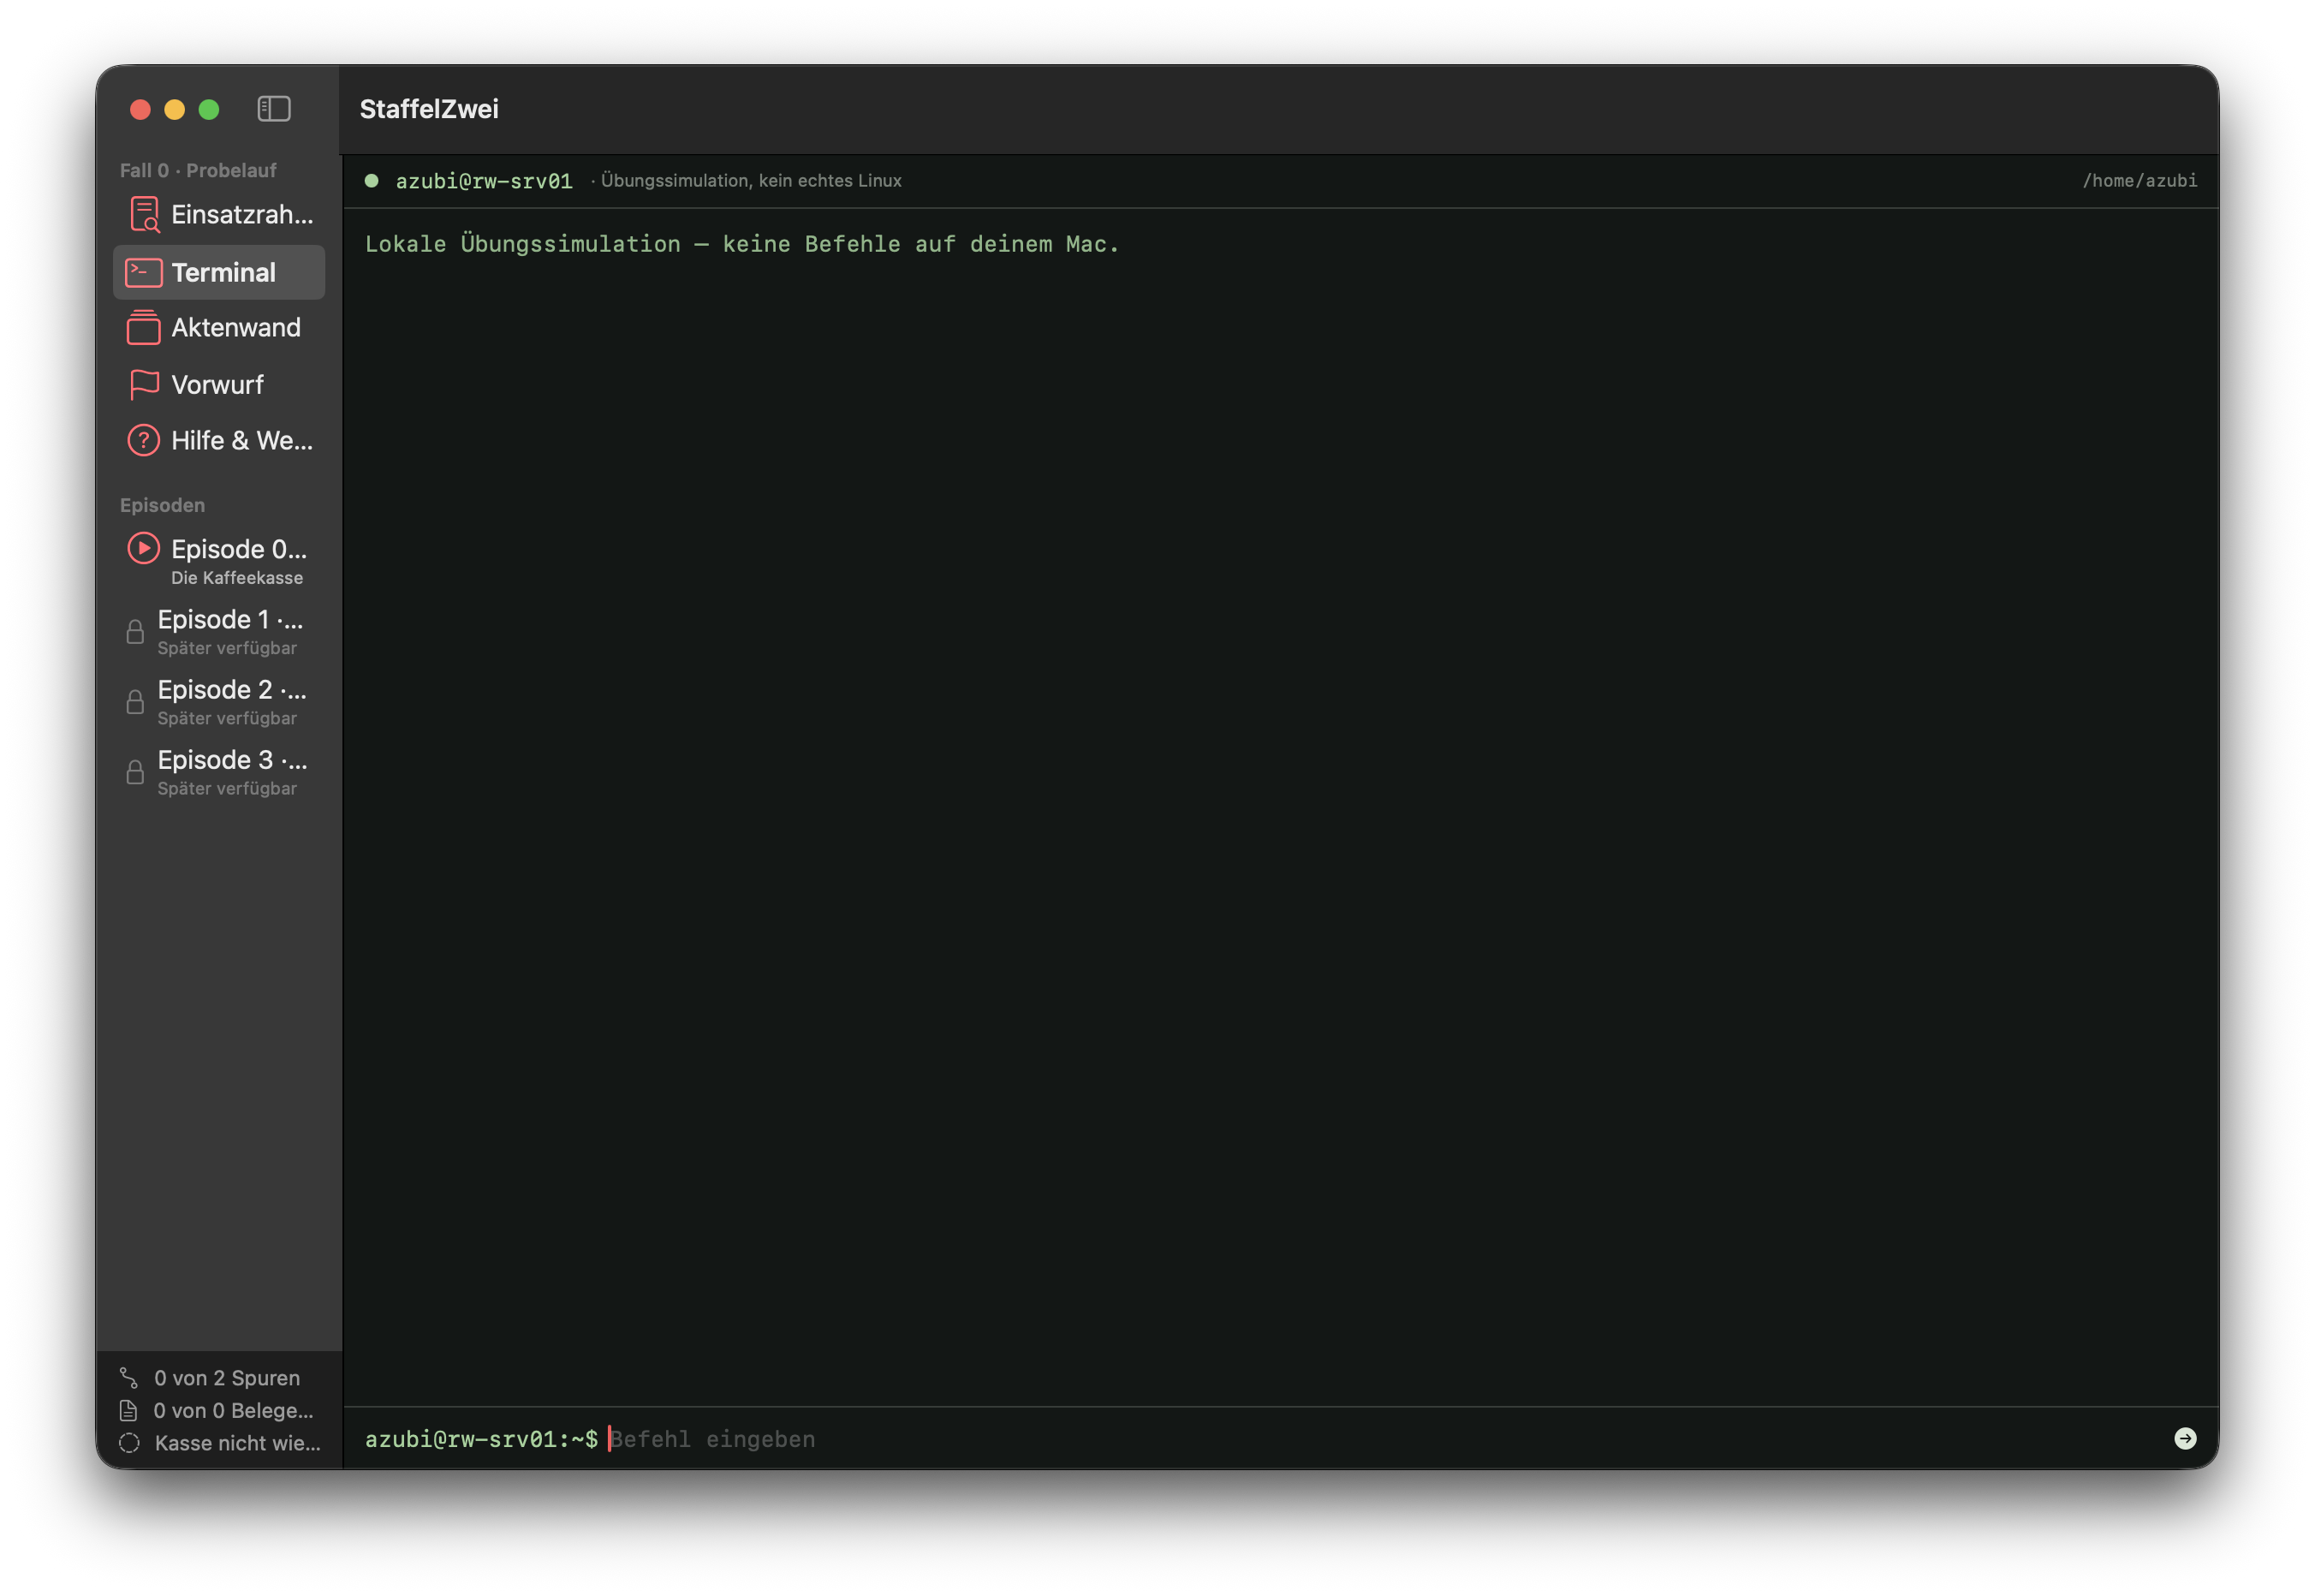 StaffelZwei
Fall 0 · Probelauf
Einsatzrah...
Terminal
Aktenwand
Vorwurf
Hilfe & We...
Episoden
Episode 0...
Die Kaffeekasse
Episode 1 ·...
Später verfügbar
Episode 2 ·...
Später verfügbar
Episode 3 ·...
Später verfügbar
0 von 2 Spuren
0 von 0 Belege...
Kasse nicht wie...
azubi@rw-srv01 · Übungssimulation, kein echtes Linux /home/azubi
Lokale Übungssimulation — keine Befehle auf deinem Mac.
azubi@rw-srv01:~$ Befehl eingeben